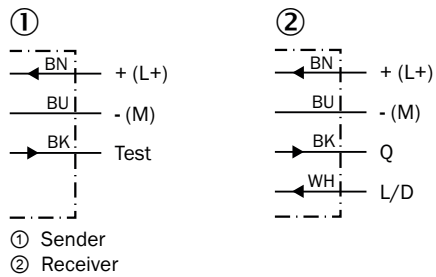 ① ②
BN + (L+) BN + (L+)
BU - (M) BU - (M)
BK Test BK Q
WH L/D
① Sender
② Receiver